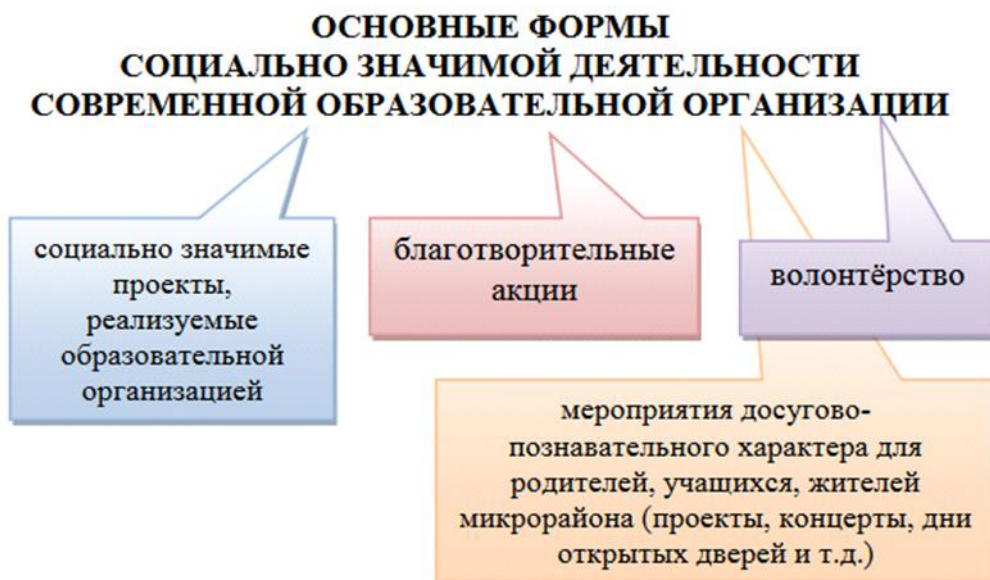 ОСНОВНЫЕ ФОРМЫ
СОЦИАЛЬНО ЗНАЧИМОЙ ДЕЯТЕЛЬНОСТИ
СОВРЕМЕННОЙ ОБРАЗОВАТЕЛЬНОЙ ОРГАНИЗАЦИИ
социально значимые
проекты,
реализуемые
образовательной
организацией
благотворительные
акции
волонтёрство
мероприятия досугово-
познавательного характера для
родителей, учащихся, жителей
микрорайона (проекты, концерты, дни
открытых дверей и т.д.)